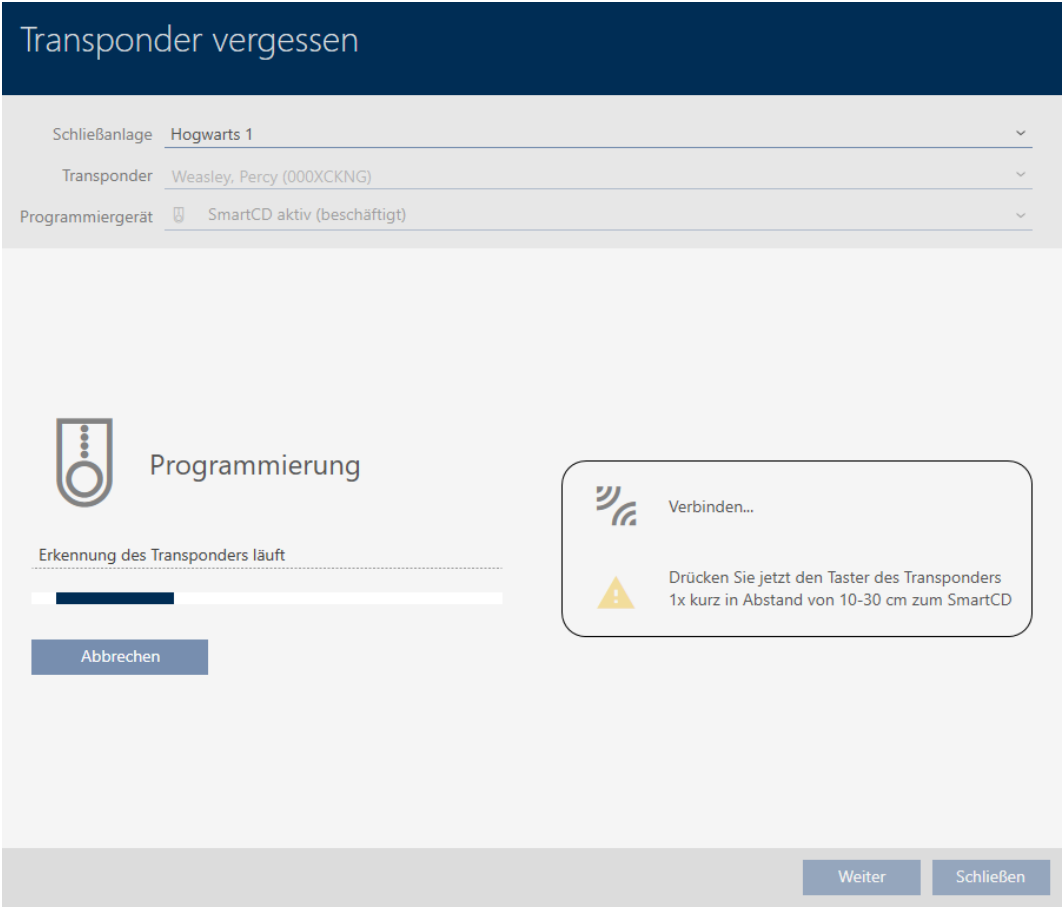 Transponder vergessen
Schließanlage Hogwarts 1
Transponder Weasley, Percy (000XCKNG)
Programmiergerät SmartCD aktiv (beschäftigt)
Programmierung
Erkennung des Transponders läuft
Abbrechen
Verbinden...
Drücken Sie jetzt den Taster des Transponders
1x kurz in Abstand von 10-30 cm zum SmartCD
Weiter Schließen